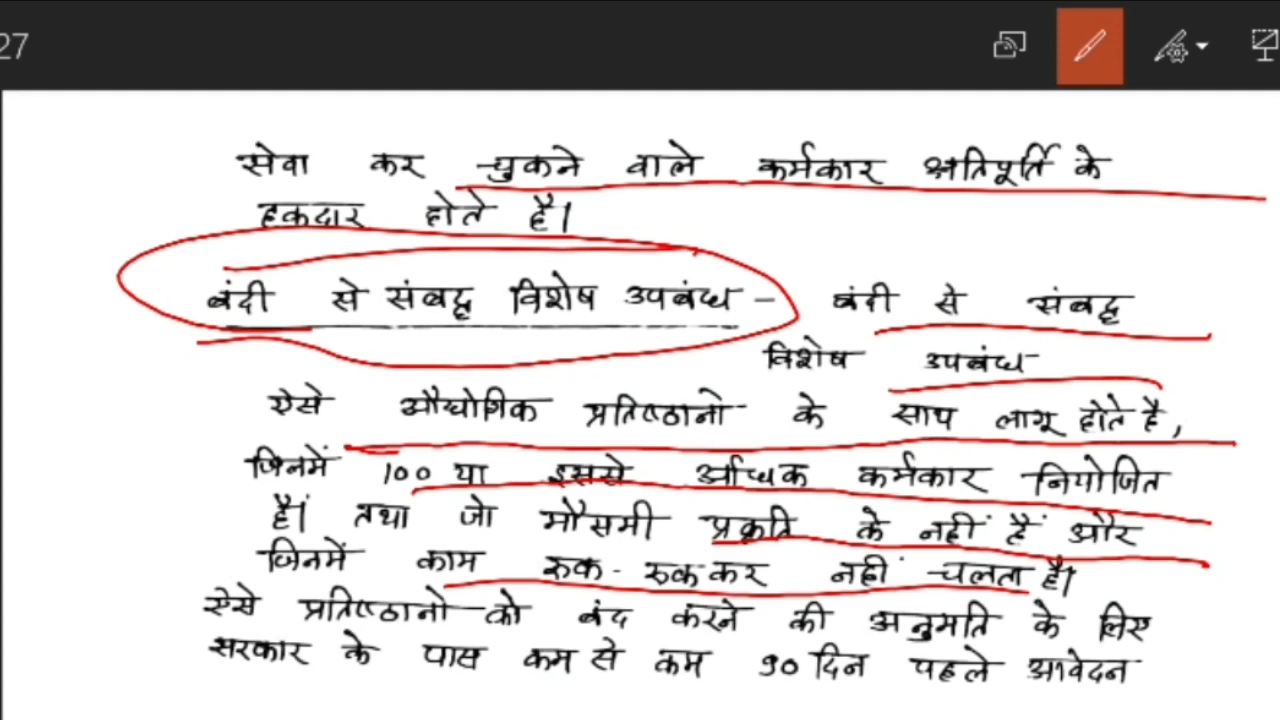 27
सेवा कर चुकने वाले कर्मकार क्षतिपूर्ति के
हकदार होते है।
बंदी से संबद्ध विशेष उपबंध - बंदी से संबद्ध
विशेष उपबंध
ऐसे औद्योगिक प्रतिष्ठानो के साथ लागू होते है,
जिनमें 100 या इससे अधिक कर्मकार नियोजित
है। तथा जो मौसमी प्रकृति के नहीं हैं और
जिनमें काम रुक-रुककर नहीं चलता है।
ऐसे प्रतिष्ठानो को बंद करने की अनुमति के लिए
सरकार के पास कम से कम 90 दिन पहले आवेदन